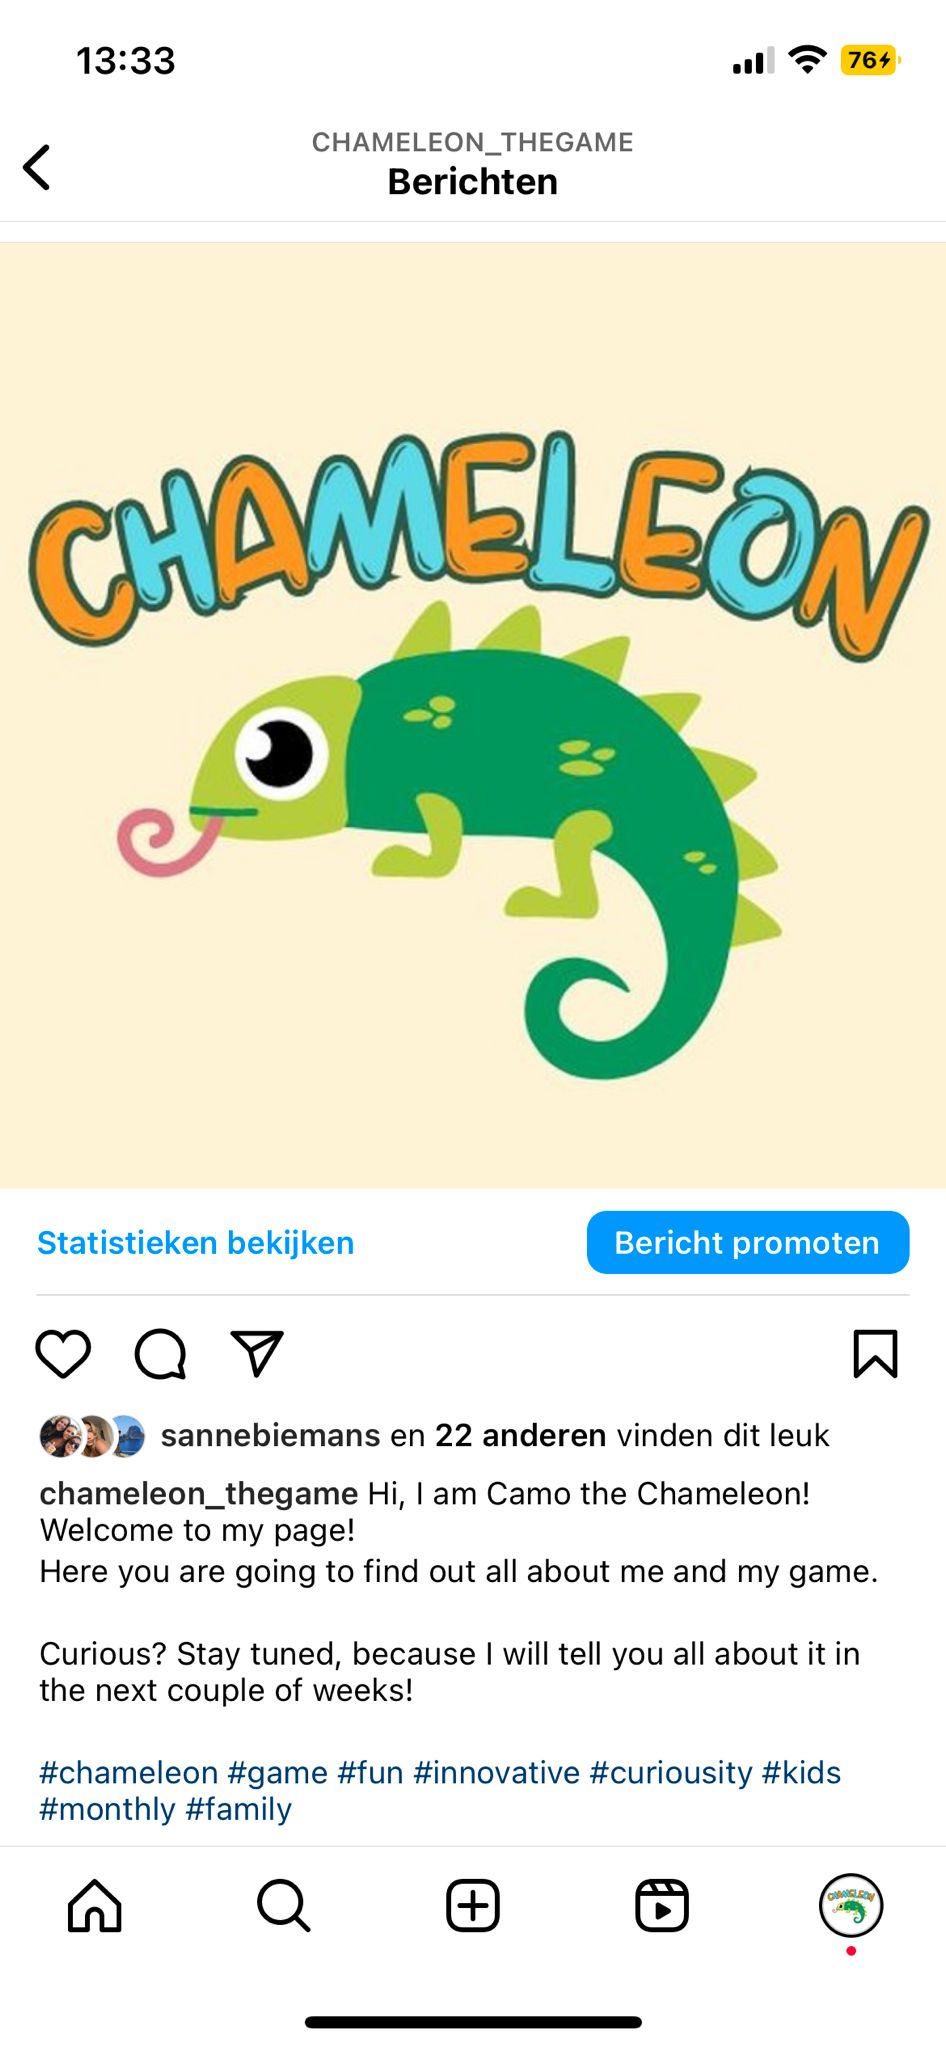 13:33
76
CHAMELEON_THEGAME
Berichten
CHAMELEON
Statistieken bekijken
Bericht promoten
sannebiemans en 22 anderen vinden dit leuk
chameleon_thegame Hi, I am Camo the Chameleon!
Welcome to my page!
Here you are going to find out all about me and my game.
Curious? Stay tuned, because I will tell you all about it in
the next couple of weeks!
#chameleon #game #fun #innovative #curiousity #kids
#monthly #family
CHAMELEON